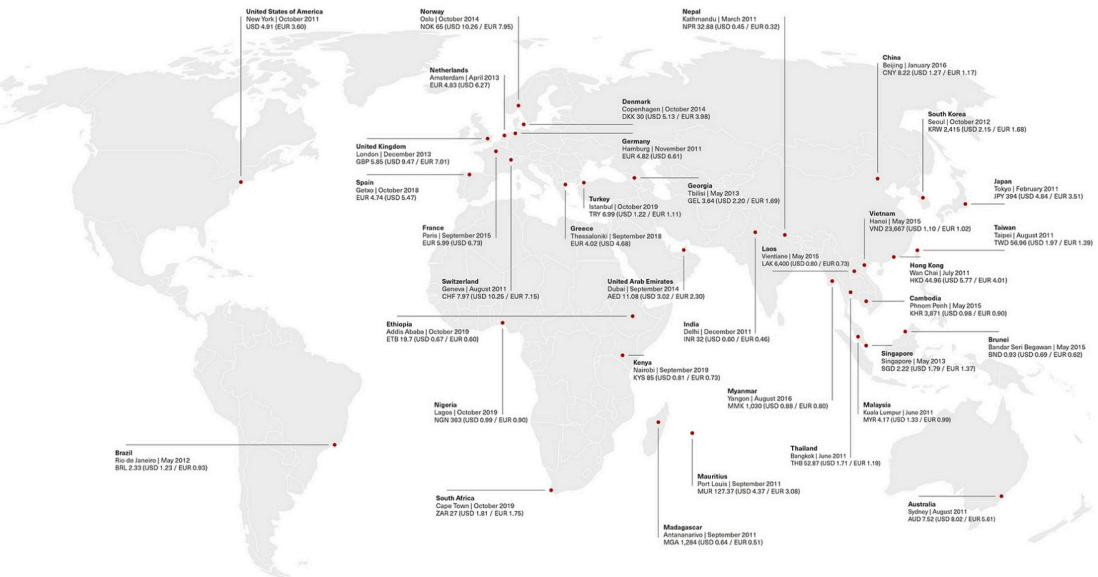 United States of America
New York | October 2011
USD 4.91 (EUR 3.60)
Norway
Oslo | October 2014
NOK 65 (USD 10.26 / EUR 7.95)
Nepal
Kathmandu | March 2011
NPR 32.88 (USD 0.45 / EUR 0.32)
China
Beijing | January 2016
CNY 8.22 (USD 1.27 / EUR 1.17)
Netherlands
Amsterdam | April 2013
EUR 4.83 (USD 6.27)
Denmark
Copenhagen | October 2014
DKK 30 (USD 5.13 / EUR 3.98)
South Korea
Seoul | October 2012
KRW 2,415 (USD 2.15 / EUR 1.68)
United Kingdom
London | December 2013
GBP 5.85 (USD 9.47 / EUR 7.01)
Germany
Hamburg | November 2011
EUR 4.82 (USD 6.61)
Spain
Getxo | October 2018
EUR 4.74 (USD 5.47)
Georgia
Tbilisi | May 2013
GEL 3.64 (USD 2.20 / EUR 1.69)
Japan
Tokyo | February 2011
JPY 394 (USD 4.84 / EUR 3.51)
Turkey
Istanbul | October 2019
TRY 6.99 (USD 1.22 / EUR 1.11)
Vietnam
Hanoi | May 2015
VND 23,667 (USD 1.10 / EUR 1.02)
France
Paris | September 2015
EUR 5.99 (USD 6.73)
Greece
Thessaloniki | September 2018
EUR 4.02 (USD 4.68)
Taiwan
Taipei | August 2011
TWD 56.96 (USD 1.97 / EUR 1.39)
Laos
Vientiane | May 2015
LAK 6,400 (USD 0.80 / EUR 0.73)
Hong Kong
Wan Chai | July 2011
HKD 44.96 (USD 5.77 / EUR 4.01)
Switzerland
Geneva | August 2011
CHF 7.97 (USD 10.25 / EUR 7.15)
United Arab Emirates
Dubai | September 2014
AED 11.08 (USD 3.02 / EUR 2.30)
Cambodia
Phnom Penh | May 2015
KHR 3,871 (USD 0.98 / EUR 0.90)
Ethiopia
Addis Ababa | October 2019
ETB 19.7 (USD 0.67 / EUR 0.60)
India
Delhi | December 2011
INR 32 (USD 0.60 / EUR 0.46)
Brunei
Bandar Seri Begawan | May 2015
BND 0.93 (USD 0.69 / EUR 0.62)
Singapore
Singapore | May 2013
SGD 2.22 (USD 1.79 / EUR 1.37)
Kenya
Nairobi | September 2019
KYS 85 (USD 0.81 / EUR 0.73)
Myanmar
Yangon | August 2016
MMK 1,030 (USD 0.88 / EUR 0.80)
Nigeria
Lagos | October 2019
NGN 363 (USD 0.99 / EUR 0.90)
Malaysia
Kuala Lumpur | June 2011
MYR 4.17 (USD 1.33 / EUR 0.99)
Brazil
Rio de Janeiro | May 2012
BRL 2.33 (USD 1.23 / EUR 0.93)
Thailand
Bangkok | June 2011
THB 52.87 (USD 1.71 / EUR 1.19)
Mauritius
Port Louis | September 2011
MUR 127.37 (USD 4.37 / EUR 3.08)
South Africa
Cape Town | October 2019
ZAR 27 (USD 1.81 / EUR 1.75)
Australia
Sydney | August 2011
AUD 7.52 (USD 8.02 / EUR 5.61)
Madagascar
Antananarivo | September 2011
MGA 1,284 (USD 0.64 / EUR 0.51)